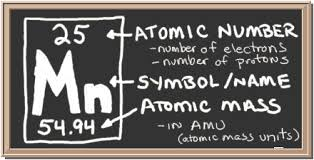 25
Mn
54.94
ATOMIC NUMBER
-number of electrons
-number of protons
SYMBOL/NAME
ATOMIC MASS
-IN AMU
(atomic mass units)